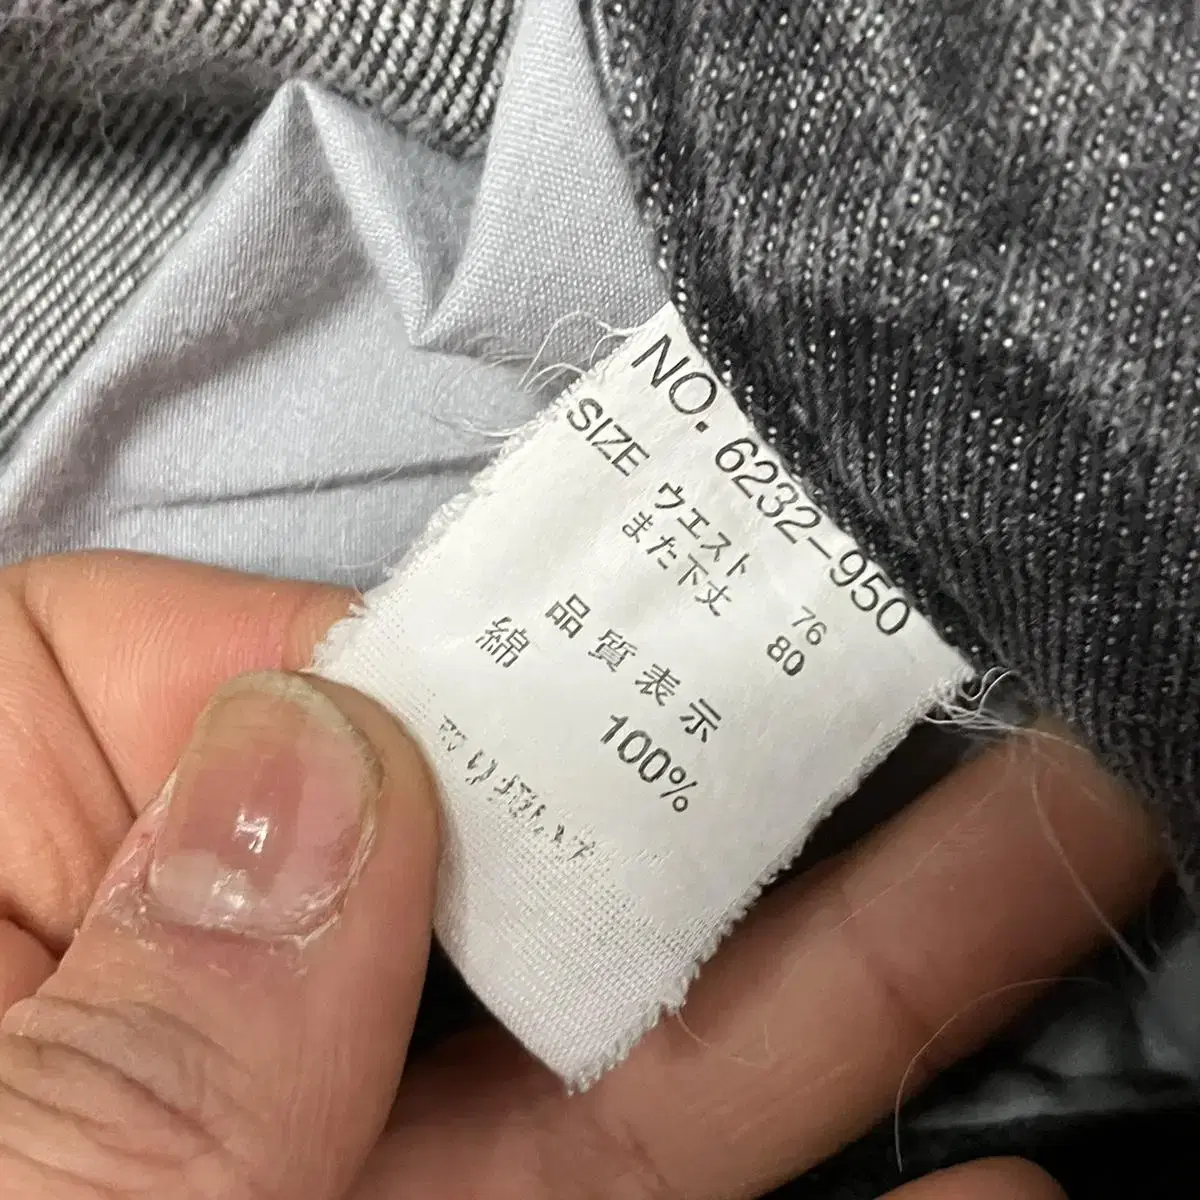 NO. 6232-950
SIZE ウエスト 76
また下丈 80
品質表示
綿 100%